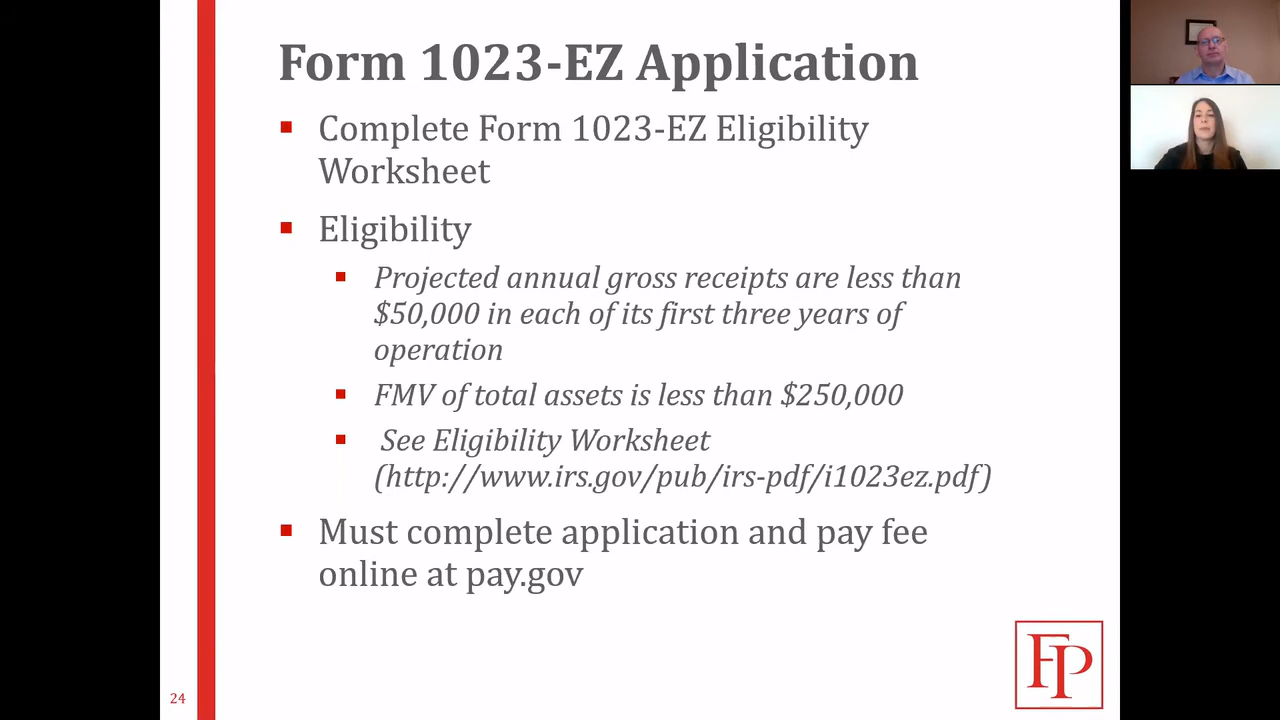 Form 1023-EZ Application
Complete Form 1023-EZ Eligibility
Worksheet
Eligibility
Projected annual gross receipts are less than
$50,000 in each of its first three years of
operation
FMV of total assets is less than $250,000
See Eligibility Worksheet
(http://www.irs.gov/pub/irs-pdf/i1023ez.pdf)
Must complete application and pay fee
online at pay.gov
24
FP